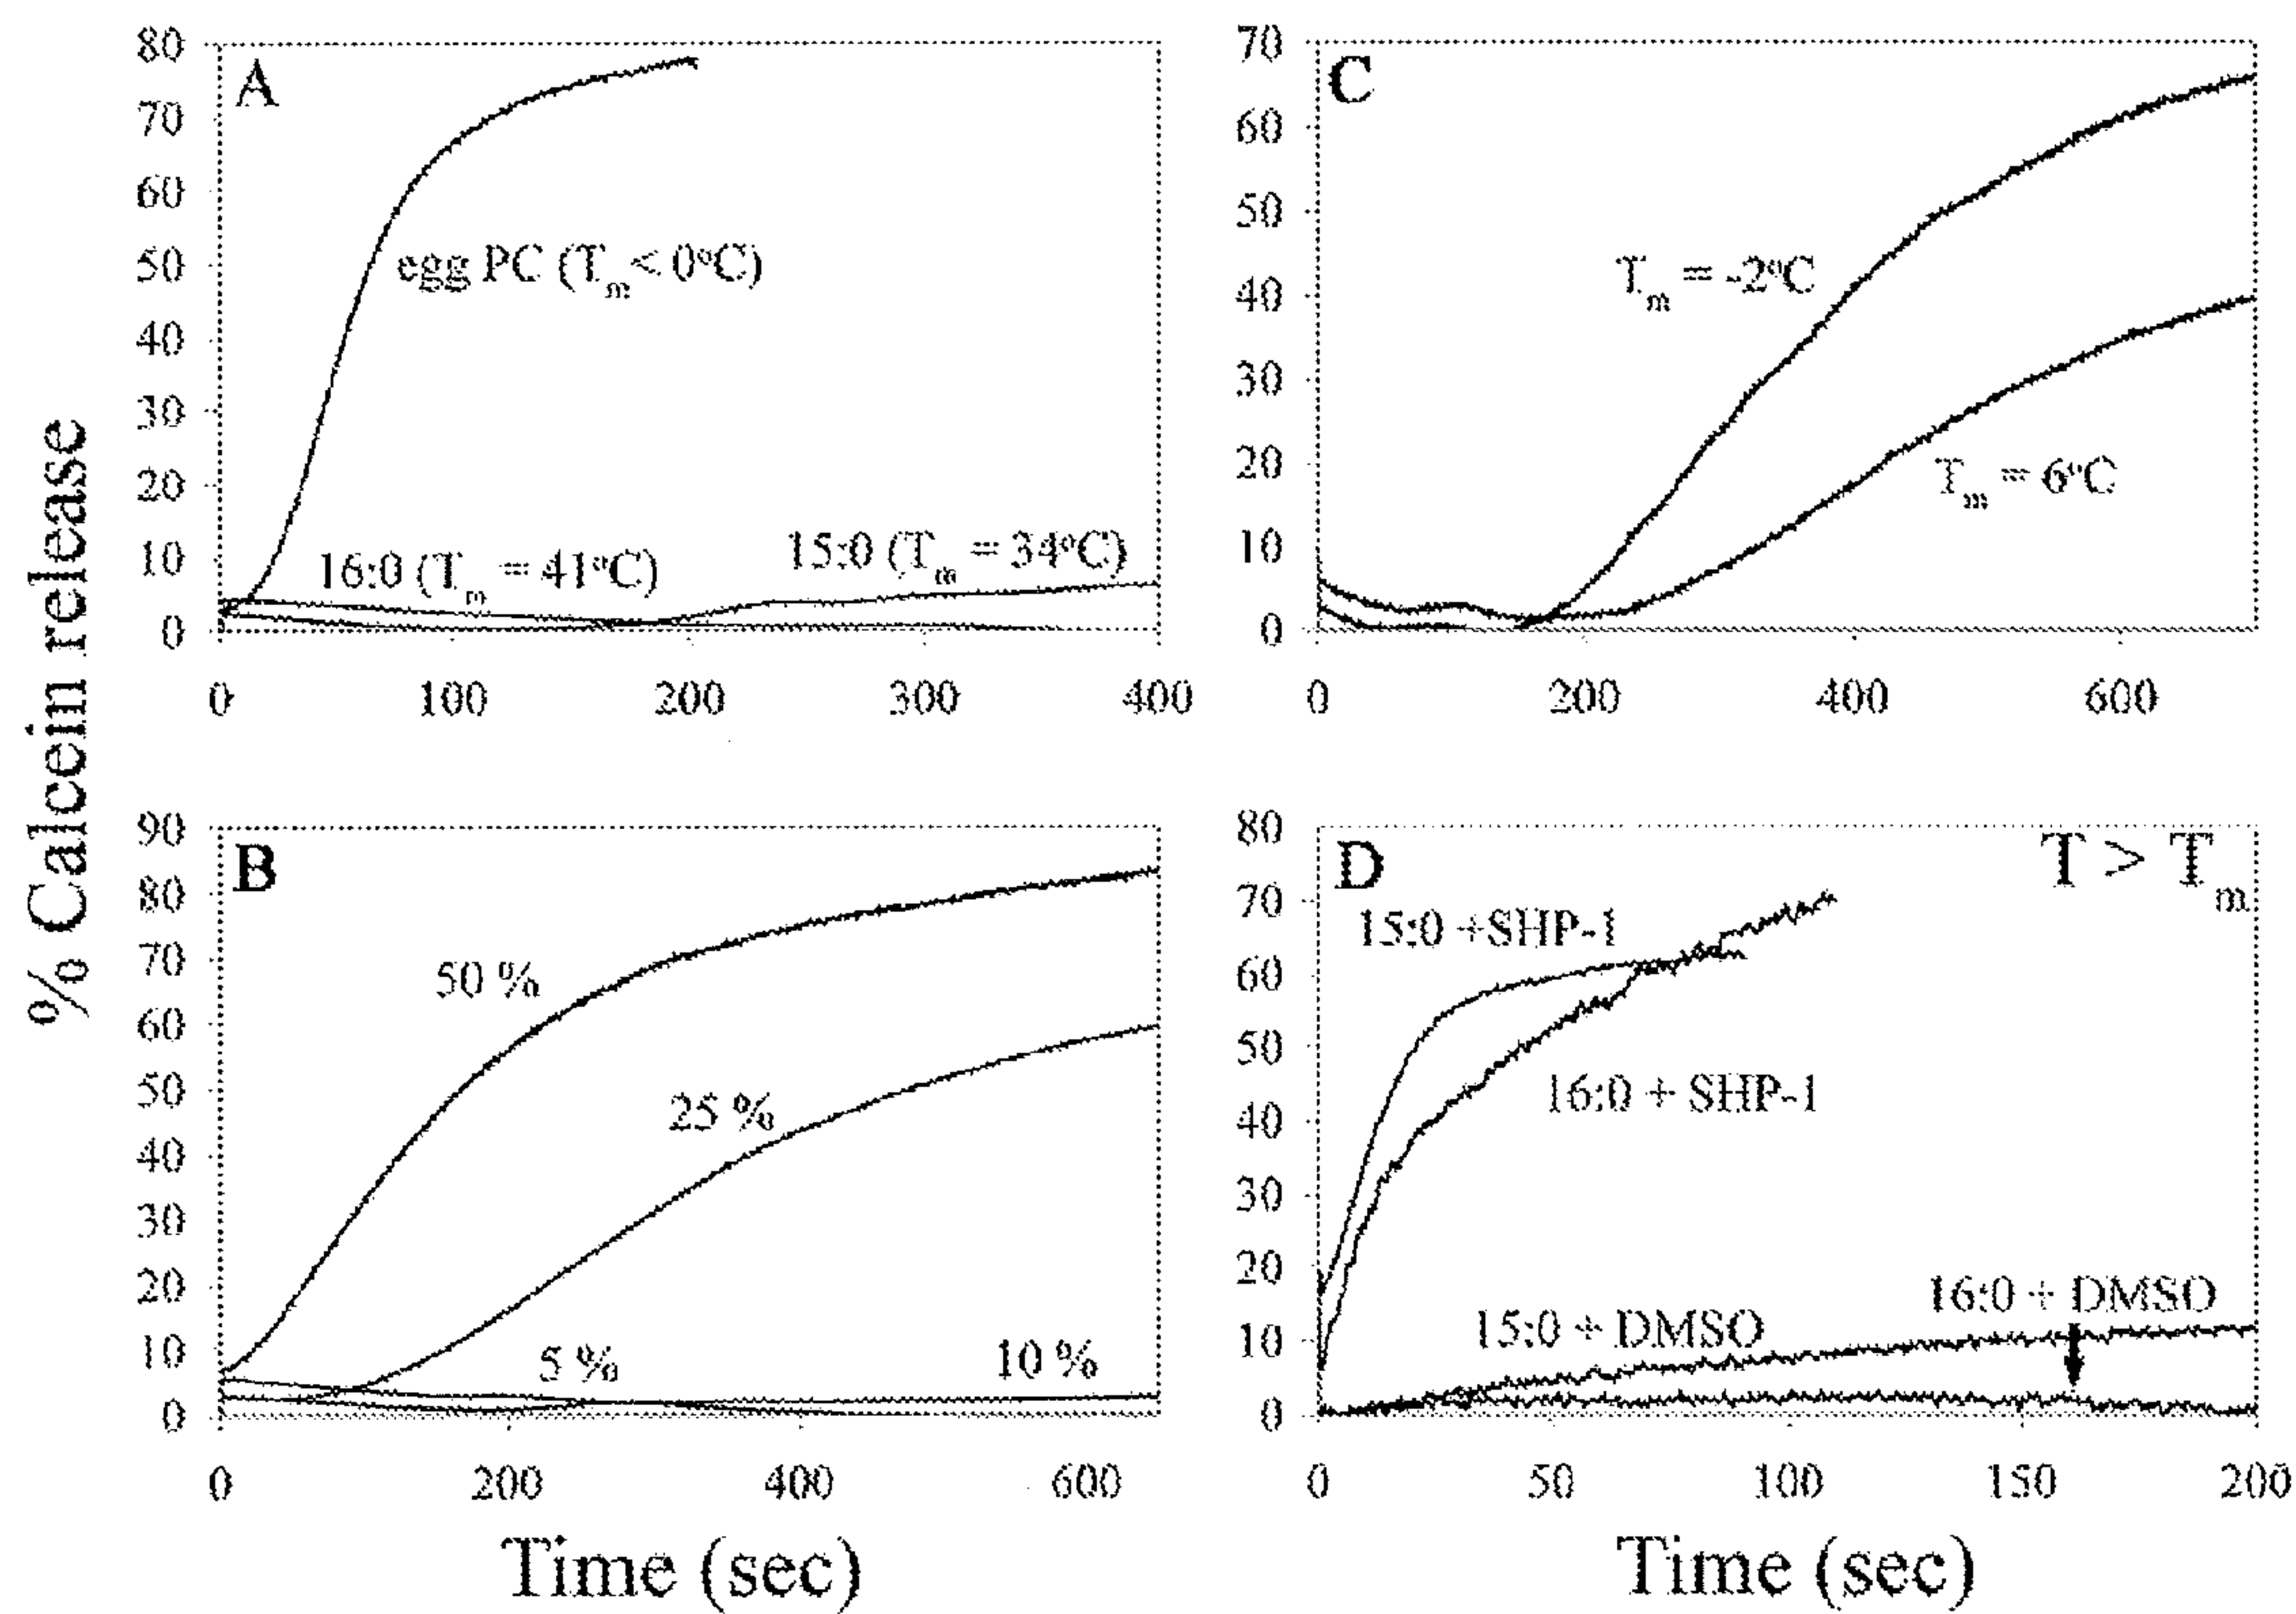 % Calcein release
A
80
70
60
50
40
30
20
10
0
egg PC (Tm < 0°C)
16:0 (Tm = 41°C)
15:0 (Tm = 34°C)
0 100 200 300 400
C
70
60
50
40
30
20
10
0
Tm = -2°C
Tm = 6°C
0 200 400 600
B
90
80
70
60
50
40
30
20
10
0
50 %
25 %
5 %
10 %
0 200 400 600
Time (sec)
D
T > Tm
80
70
60
50
40
30
20
10
0
15:0 +SHP-1
16:0 + SHP-1
16:0 + DMSO
15:0 + DMSO
0 50 100 150 200
Time (sec)